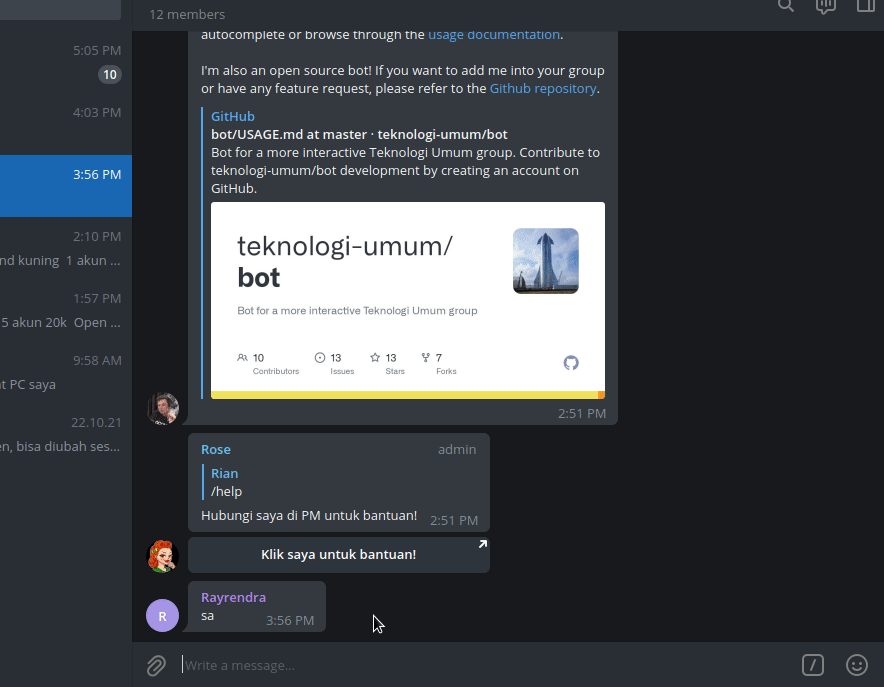 12 members
5:05 PM
10
4:03 PM
3:56 PM
2:10 PM
nd kuning 1 akun ...
1:57 PM
5 akun 20k Open ...
9:58 AM
t PC saya
22.10.21
en, bisa diubah ses...
autocomplete or browse through the usage documentation.
I'm also an open source bot! If you want to add me into your group
or have any feature request, please refer to the Github repository.
GitHub
bot/USAGE.md at master · teknologi-umum/bot
Bot for a more interactive Teknologi Umum group. Contribute to
teknologi-umum/bot development by creating an account on
GitHub.
teknologi-umum/
bot
Bot for a more interactive Teknologi Umum group
10 13 13 7
Contributors Issues Stars Forks
2:51 PM
Rose admin
Rian
/help
Hubungi saya di PM untuk bantuan! 2:51 PM
Klik saya untuk bantuan!
R
Rayrendra
sa 3:56 PM
Write a message...